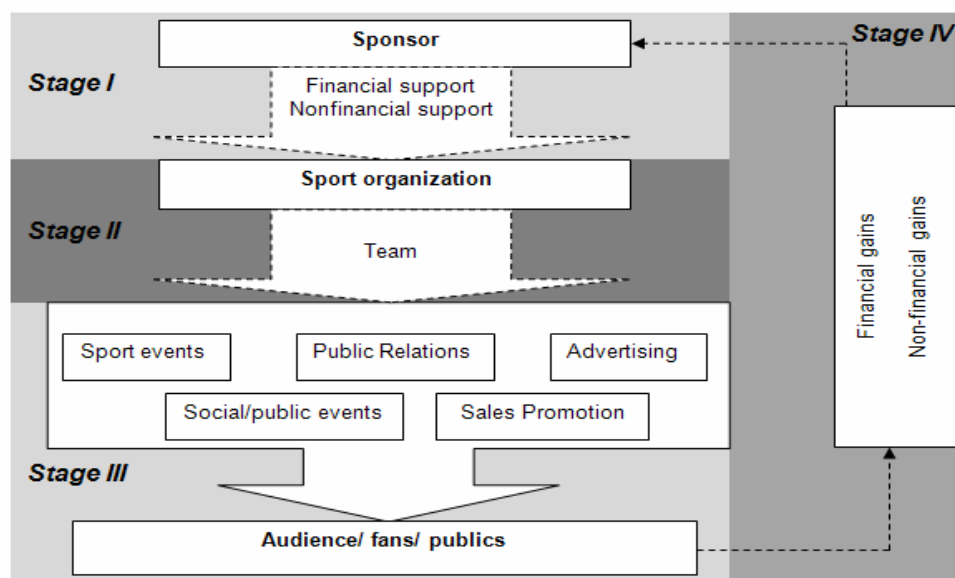 Sponsor
Stage IV
Stage I
Financial support
Nonfinancial support
Sport organization
Stage II
Team
Financial gains
Non-financial gains
Sport events
Public Relations
Advertising
Social/public events
Sales Promotion
Stage III
Audience/ fans/ publics